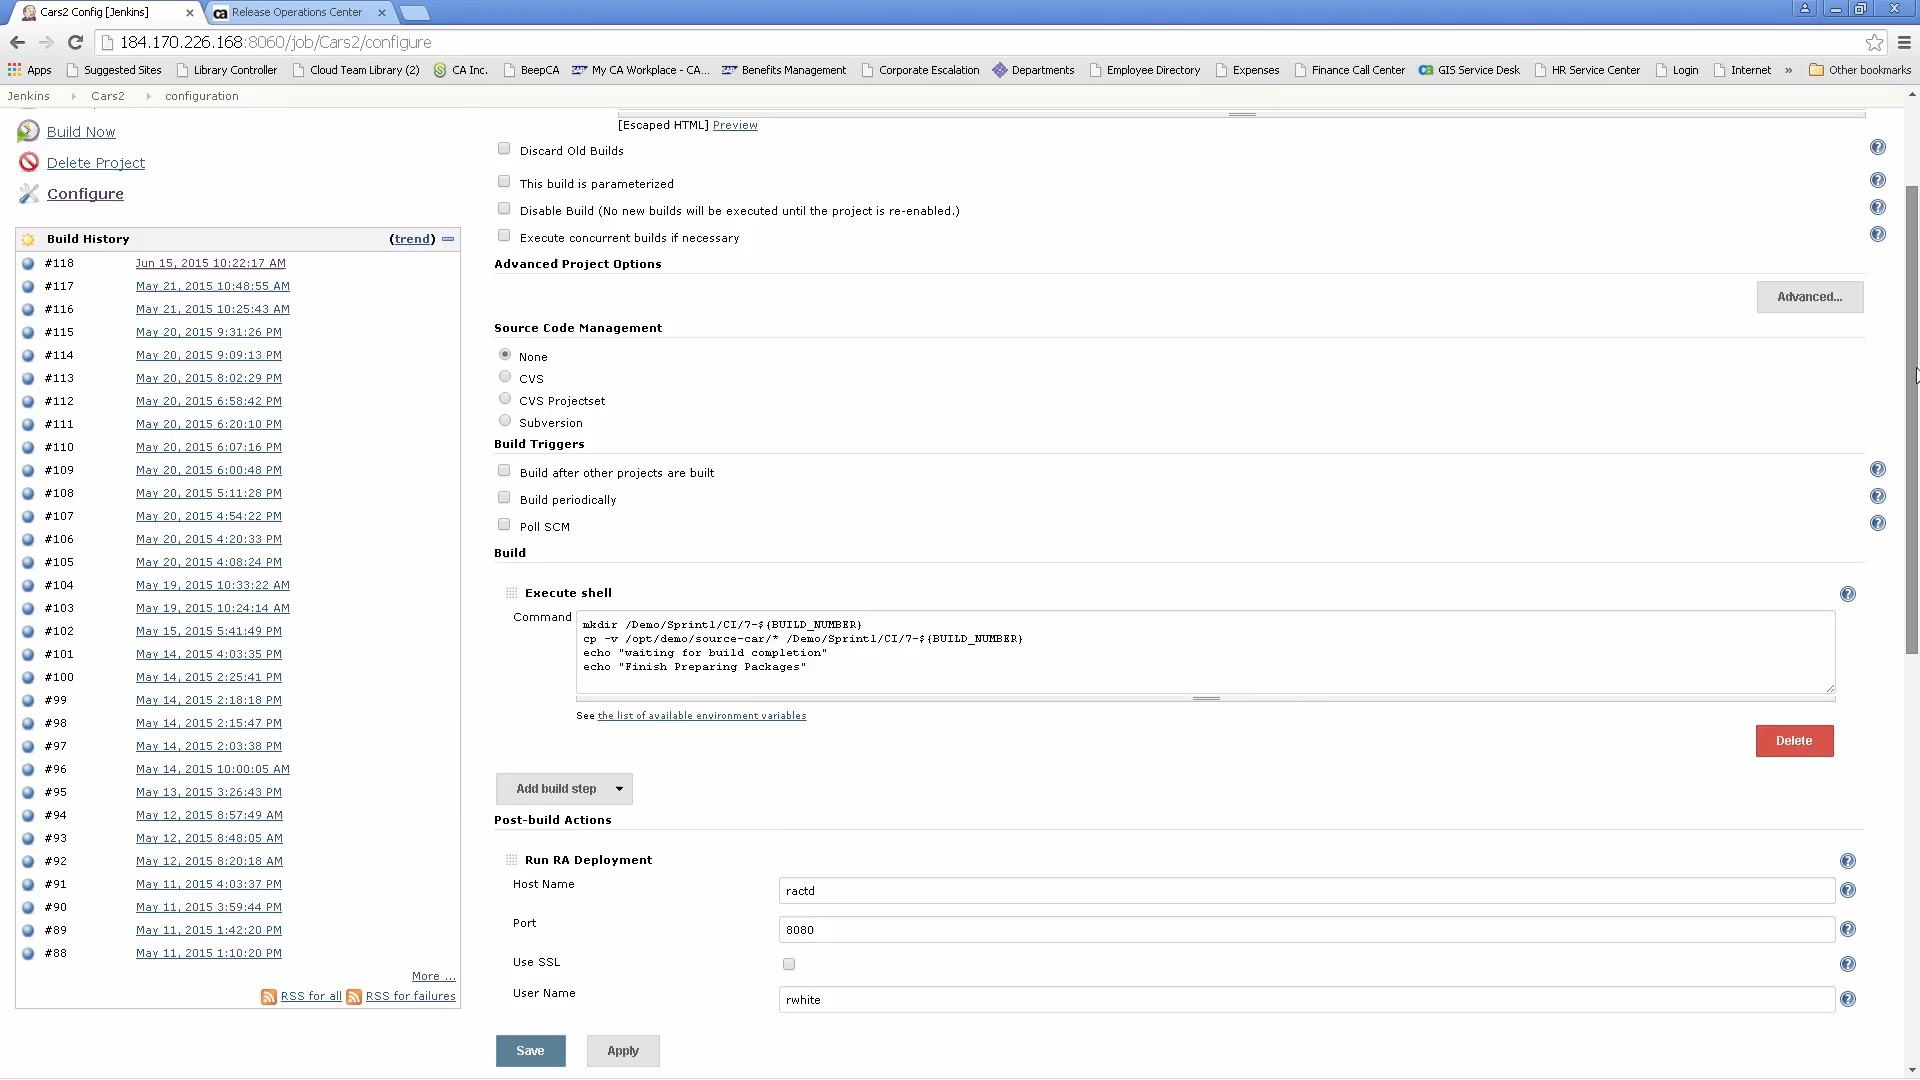 Cars2 Config [Jenkins]
Release Operations Center
184.170.226.168:8060/job/Cars2/configure
Apps Suggested Sites Library Controller Cloud Team Library (2) CA Inc. BeepCA My CA Workplace - CA... Benefits Management Corporate Escalation Departments Employee Directory Expenses Finance Call Center GIS Service Desk HR Service Center Login Internet » Other bookmarks
Jenkins Cars2 configuration
Build Now
Delete Project
Configure
Build History (trend)
#118 Jun 15, 2015 10:22:17 AM
#117 May 21, 2015 10:48:55 AM
#116 May 21, 2015 10:25:43 AM
#115 May 20, 2015 9:31:26 PM
#114 May 20, 2015 9:09:13 PM
#113 May 20, 2015 8:02:29 PM
#112 May 20, 2015 6:58:42 PM
#111 May 20, 2015 6:20:10 PM
#110 May 20, 2015 6:07:16 PM
#109 May 20, 2015 6:00:48 PM
#108 May 20, 2015 5:11:28 PM
#107 May 20, 2015 4:54:22 PM
#106 May 20, 2015 4:20:33 PM
#105 May 20, 2015 4:08:24 PM
#104 May 19, 2015 10:33:22 AM
#103 May 19, 2015 10:24:14 AM
#102 May 15, 2015 5:41:49 PM
#101 May 14, 2015 4:03:35 PM
#100 May 14, 2015 2:25:41 PM
#99 May 14, 2015 2:18:18 PM
#98 May 14, 2015 2:15:47 PM
#97 May 14, 2015 2:03:38 PM
#96 May 14, 2015 10:00:05 AM
#95 May 13, 2015 3:26:43 PM
#94 May 12, 2015 8:57:49 AM
#93 May 12, 2015 8:48:05 AM
#92 May 12, 2015 8:20:18 AM
#91 May 11, 2015 4:03:37 PM
#90 May 11, 2015 3:59:44 PM
#89 May 11, 2015 1:42:20 PM
#88 May 11, 2015 1:10:20 PM
More ...
RSS for all RSS for failures
[Escaped HTML] Preview
Discard Old Builds
This build is parameterized
Disable Build (No new builds will be executed until the project is re-enabled.)
Execute concurrent builds if necessary
Advanced Project Options
Advanced...
Source Code Management
None
CVS
CVS Projectset
Subversion
Build Triggers
Build after other projects are built
Build periodically
Poll SCM
Build
Execute shell
Command
mkdir /Demo/Sprint1/CI/7-${BUILD_NUMBER}
cp -v /opt/demo/source-car/* /Demo/Sprint1/CI/7-${BUILD_NUMBER}
echo "waiting for build completion"
echo "Finish Preparing Packages"
See the list of available environment variables
Delete
Add build step
Post-build Actions
Run RA Deployment
Host Name ractd
Port 8080
Use SSL
User Name rwhite
Save Apply